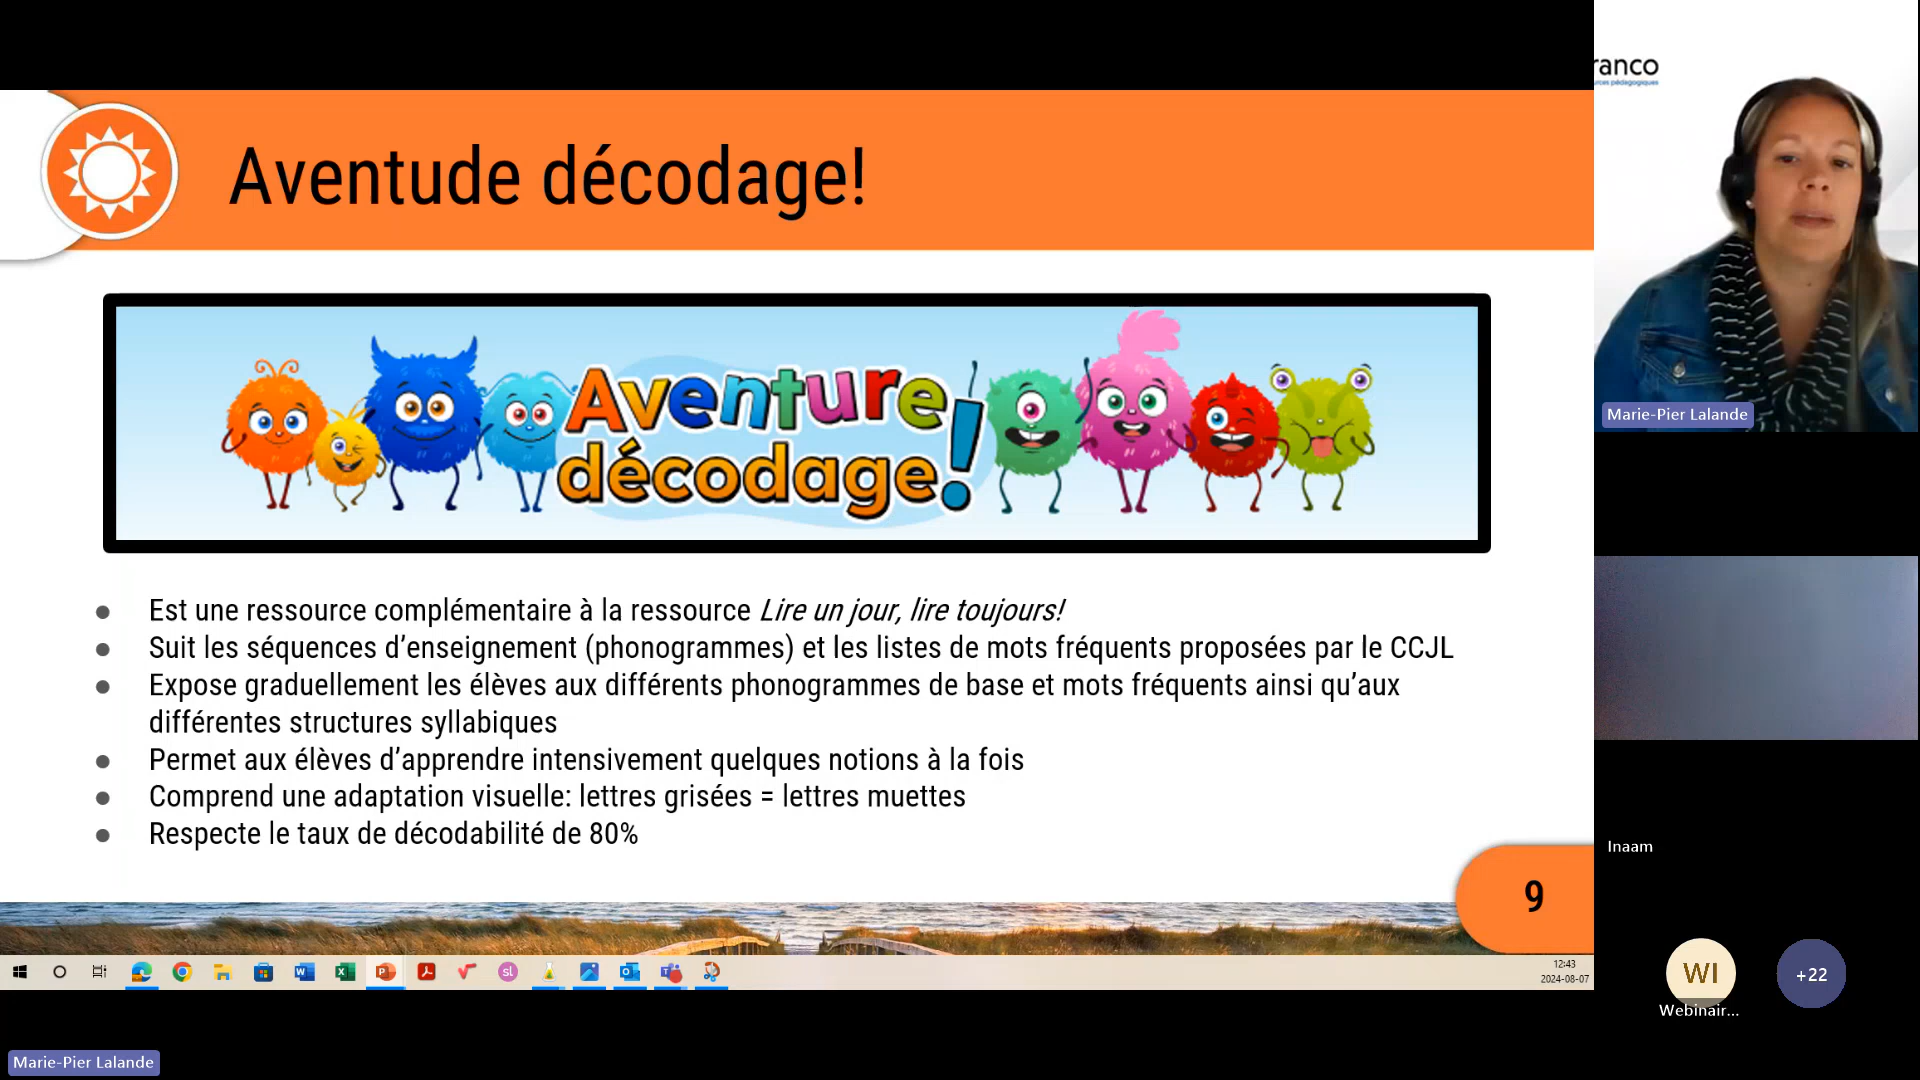 Aventude décodage!
Aventure
décodage!
Est une ressource complémentaire à la ressource Lire un jour, lire toujours!
Suit les séquences d’enseignement (phonogrammes) et les listes de mots fréquents proposées par le CCJL
Expose graduellement les élèves aux différents phonogrammes de base et mots fréquents ainsi qu’aux
différentes structures syllabiques
Permet aux élèves d’apprendre intensivement quelques notions à la fois
Comprend une adaptation visuelle: lettres grisées = lettres muettes
Respecte le taux de décodabilité de 80%
9
12:43
2024-08-07
Marie-Pier Lalande
ranco
rces pédagogiques
Marie-Pier Lalande
Inaam
WI
+22
Webinair...